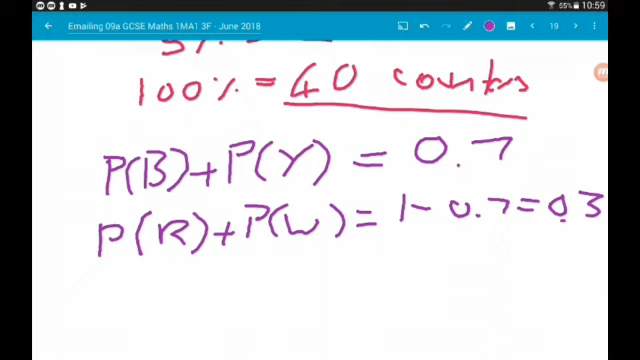 55% 10:59
Emailing 09a GCSE Maths 1MA1 3F - June 2018
19
100% = 40 counters
P(B)+P(Y) = 0.7
P(R)+P(W)= 1-0.7=0.3